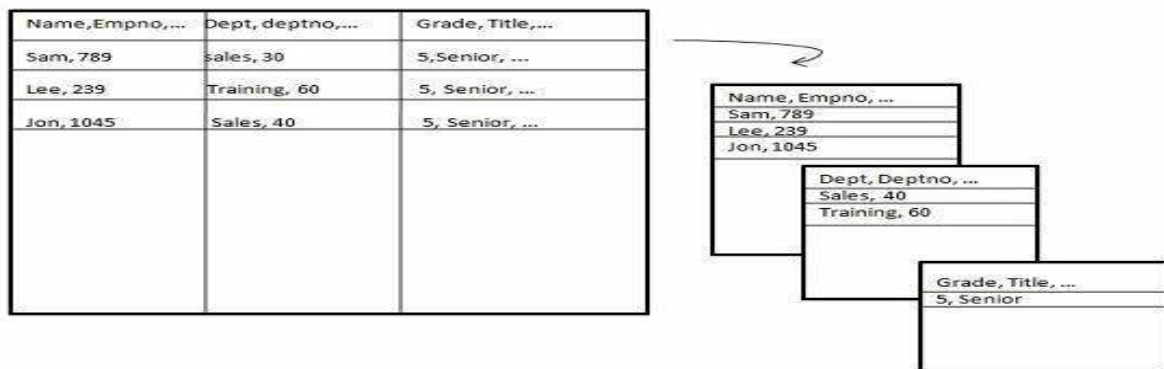 Name,Empno,... Dept, deptno,... Grade, Title,...
Sam, 789 sales, 30 5,Senior, ...
Lee, 239 Training, 60 5, Senior, ...
Jon, 1045 Sales, 40 5, Senior, ...
Name, Empno, ...
Sam, 789
Lee, 239
Jon, 1045
Dept, Deptno, ...
Sales, 40
Training, 60
Grade, Title, ...
5, Senior